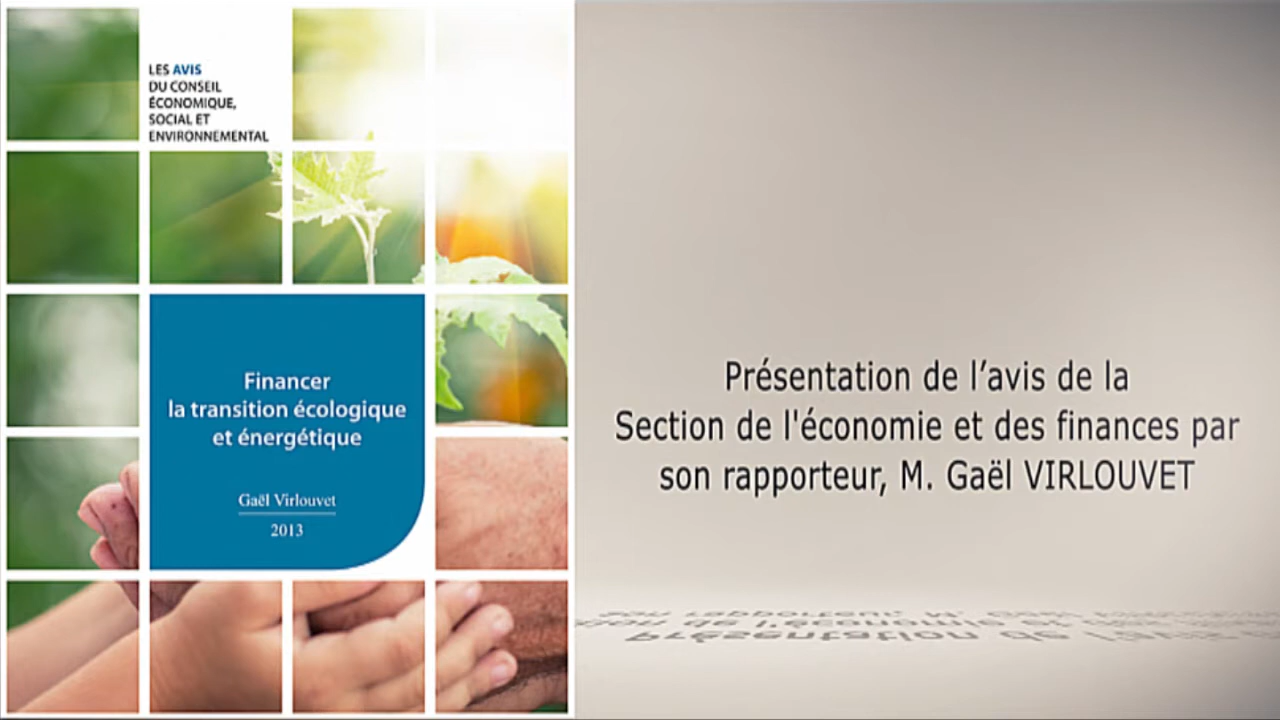 LES AVIS
DU CONSEIL
ÉCONOMIQUE,
SOCIAL ET
ENVIRONNEMENTAL
Financer
la transition écologique
et énergétique
Gaël Virlouvet
2013
Présentation de l’avis de la
Section de l'économie et des finances par
son rapporteur, M. Gaël VIRLOUVET